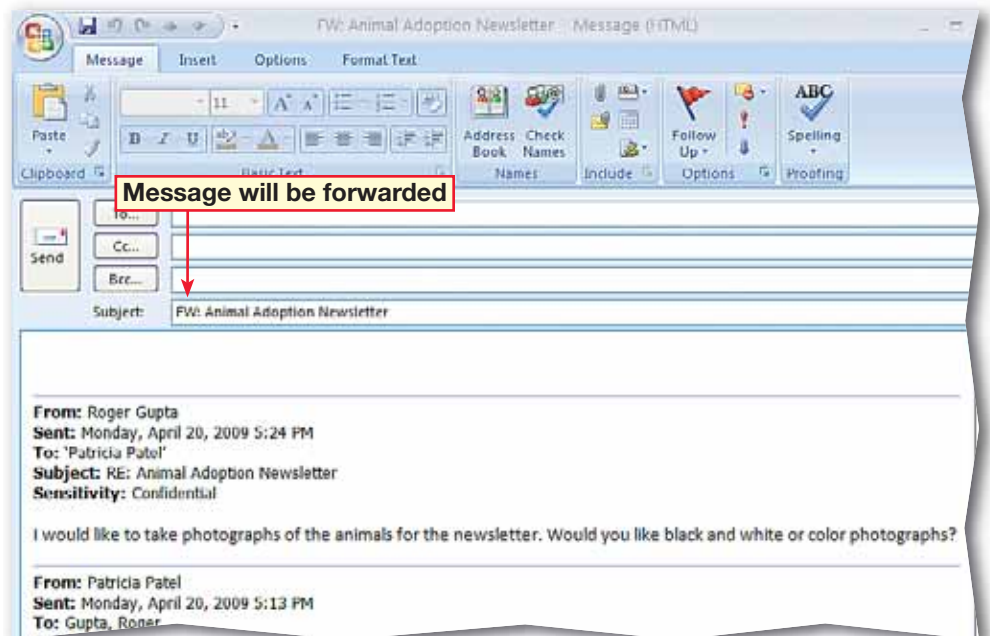 FW: Animal Adoption Newsletter Message (HTML)
Message Insert Options Format Text
11 A A ABC
Paste B I U A Address Book Check Names Follow Up Spelling
Clipboard Basic Text Names Include Options Proofing
Message will be forwarded
To...
Send
Cc...
Bcc...
Subject: FW: Animal Adoption Newsletter
From: Roger Gupta
Sent: Monday, April 20, 2009 5:24 PM
To: 'Patricia Patel'
Subject: RE: Animal Adoption Newsletter
Sensitivity: Confidential
I would like to take photographs of the animals for the newsletter. Would you like black and white or color photographs?
From: Patricia Patel
Sent: Monday, April 20, 2009 5:13 PM
To: Gupta, Roger